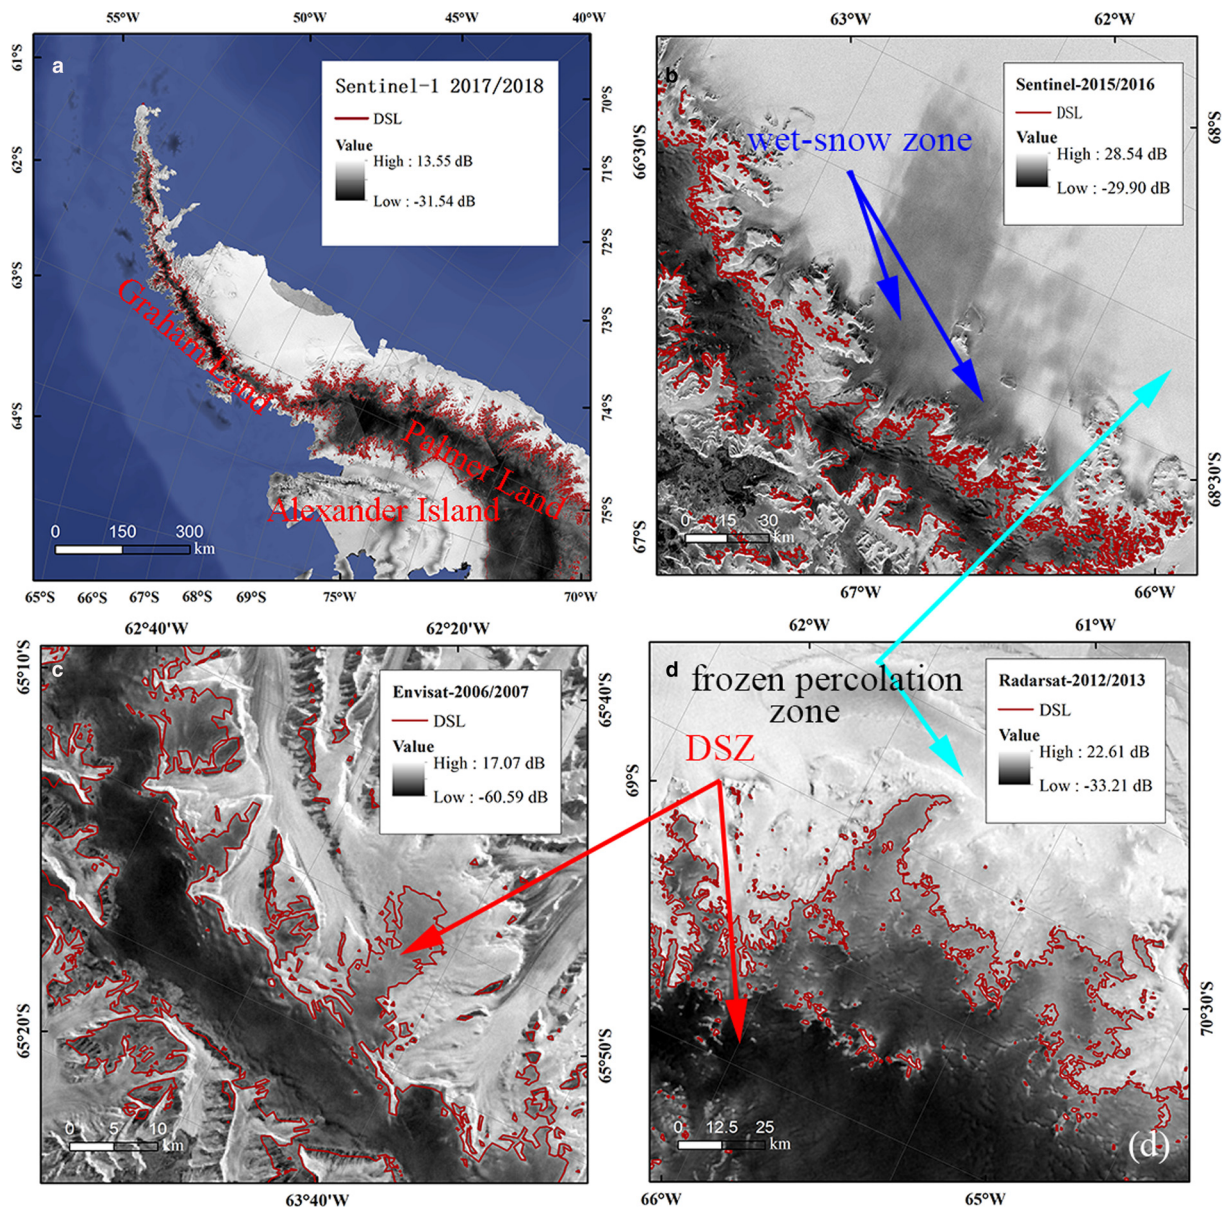 55°W 50°W 45°W 40°W
61°S
62°S
63°S
64°S
a
Sentinel-1 2017/2018
DSL
Value
High : 13.55 dB
Low : -31.54 dB
Graham Land
Palmer Land
Alexander Island
0 150 300
km
70°S
71°S
72°S
73°S
74°S
75°S
65°S 66°S 67°S 68°S 69°S 75°W 70°W
63°W 62°W
66°30'S
67°S
b
Sentinel-2015/2016
DSL
Value
High : 28.54 dB
Low : -29.90 dB
wet-snow zone
0 15 30
km
68°S
68°30'S
67°W 66°W
62°40'W 62°20'W
65°10'S
65°20'S
c
Envisat-2006/2007
DSL
Value
High : 17.07 dB
Low : -60.59 dB
0 5 10
km
65°40'S
65°50'S
63°40'W
62°W 61°W
69°S
d
frozen percolation
zone
DSZ
Radarsat-2012/2013
DSL
Value
High : 22.61 dB
Low : -33.21 dB
0 12.5 25
km
(d)
70°30'S
66°W 65°W